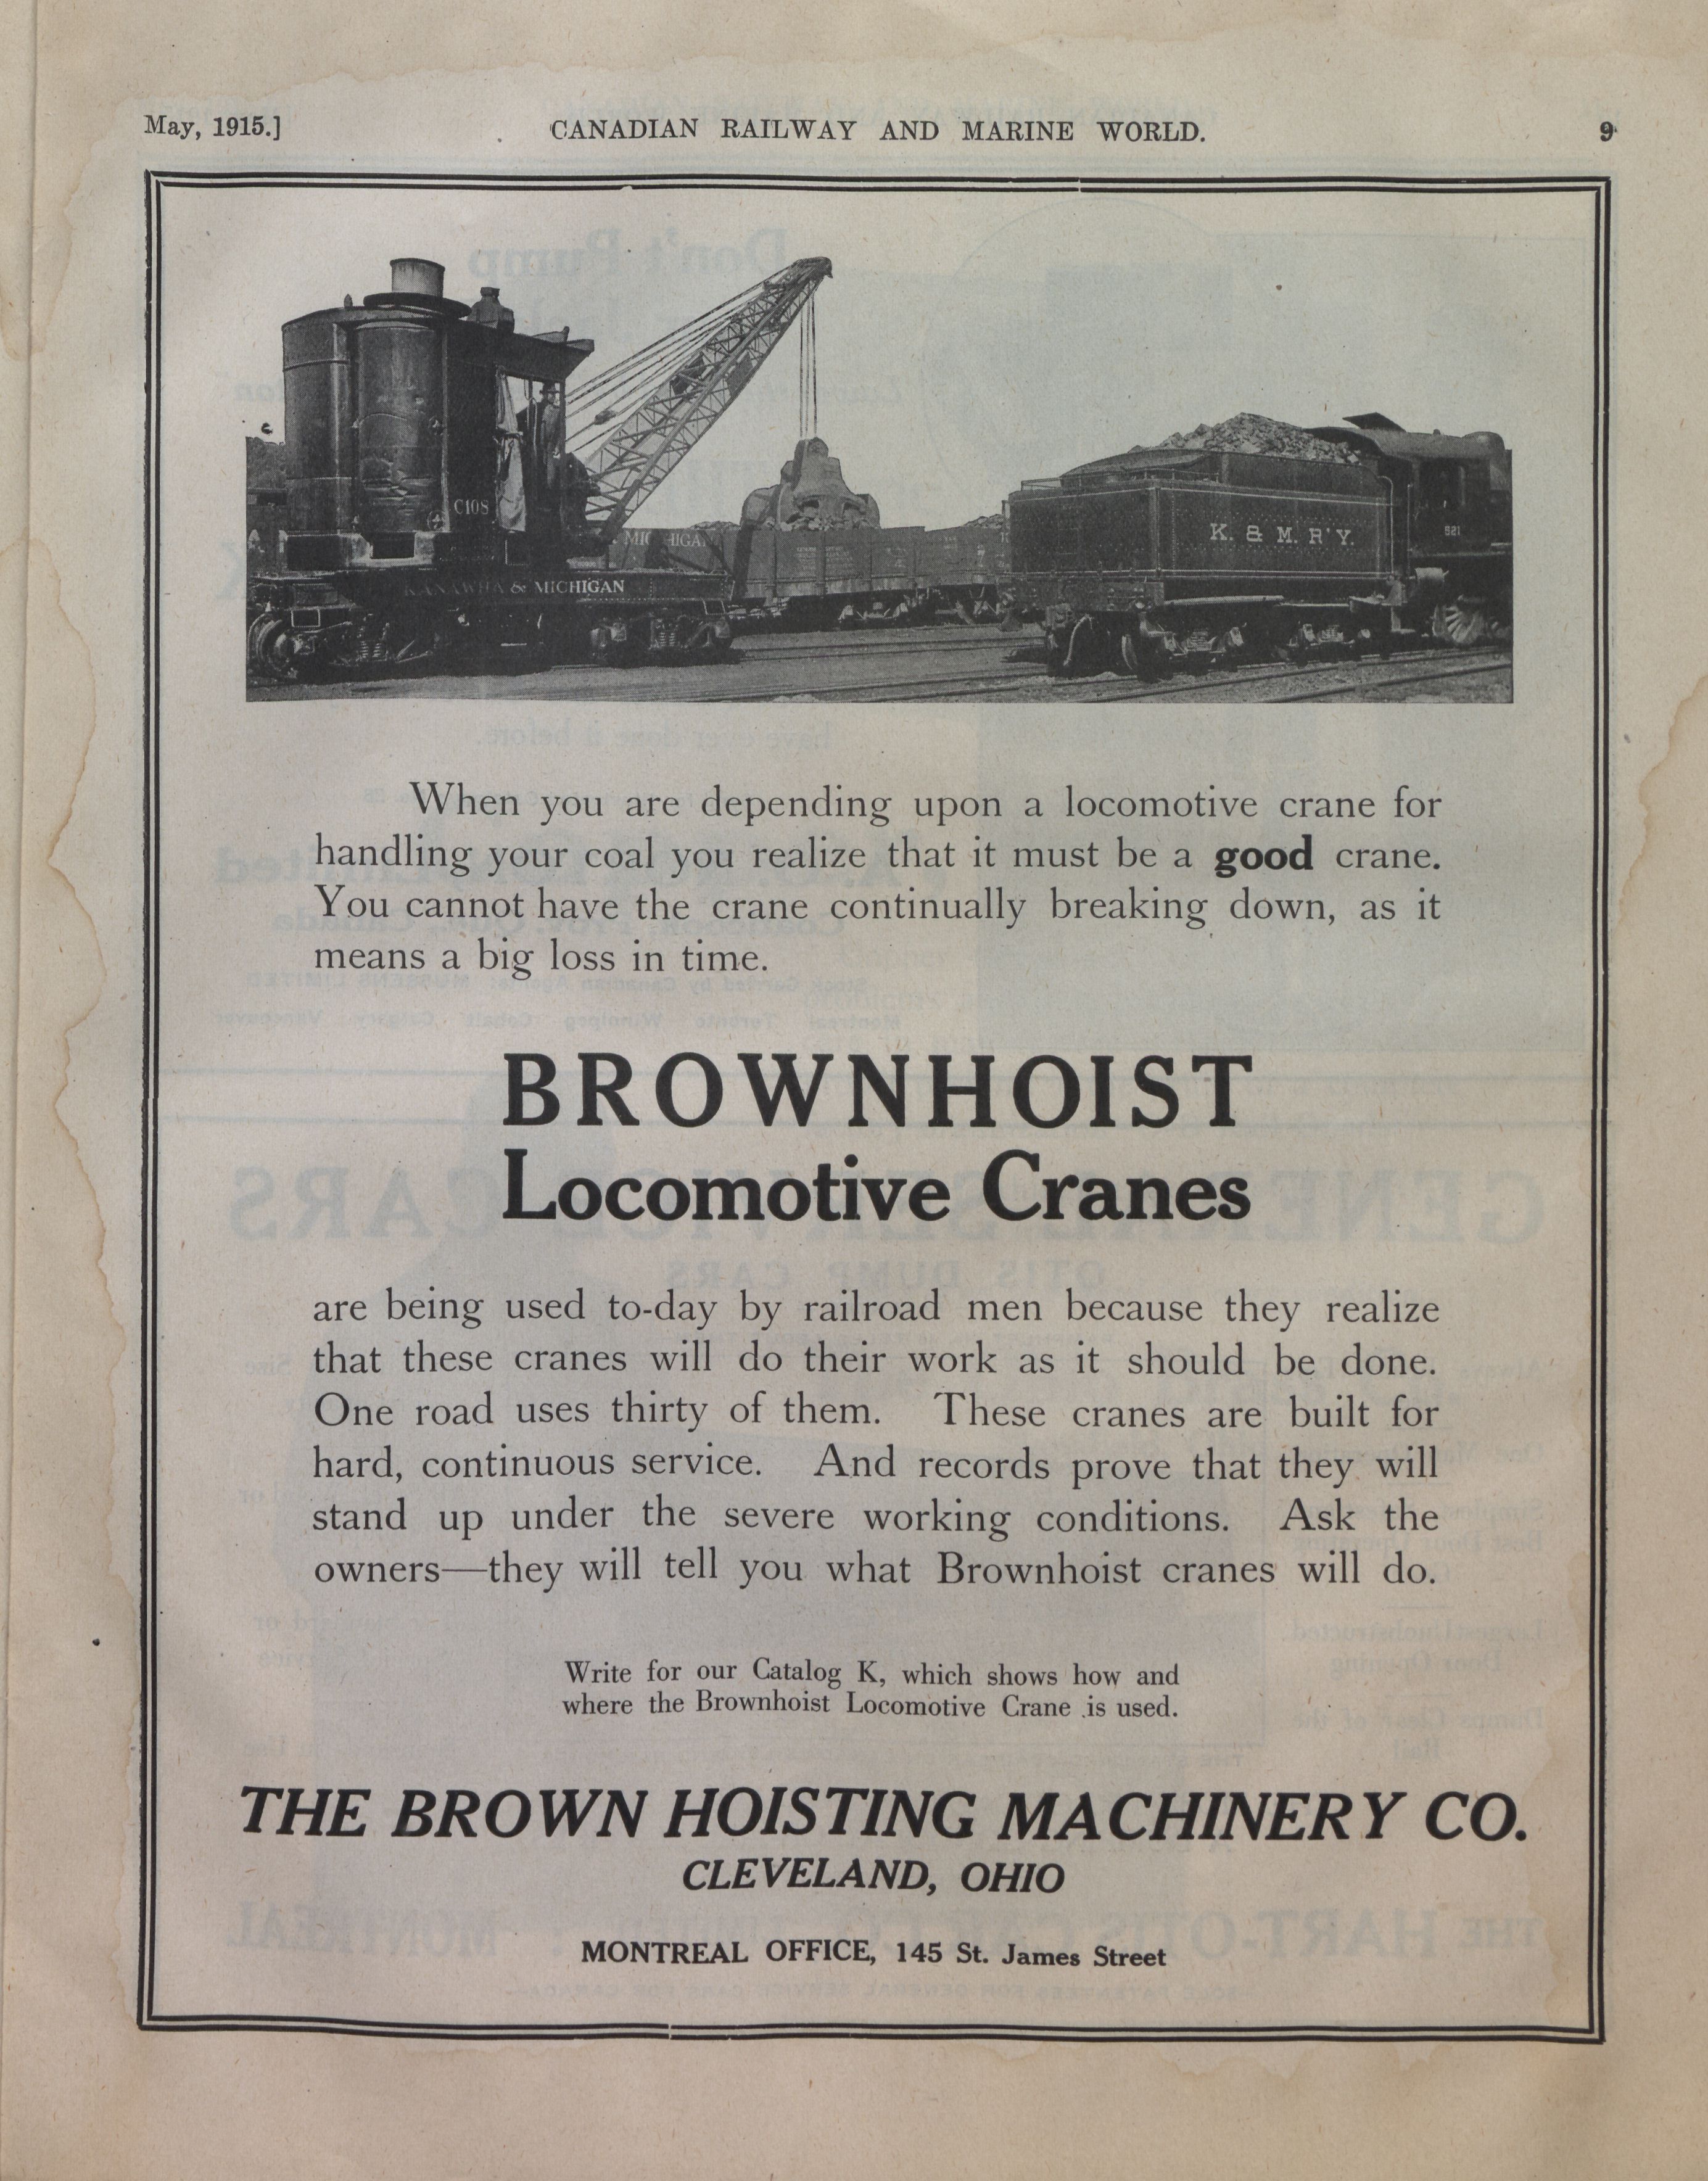 May, 1915.] CANADIAN RAILWAY AND MARINE WORLD. 9
C108
MICHIGAN
KANAWHA & MICHIGAN
K. & M. R'Y.
521
When you are depending upon a locomotive crane for
handling your coal you realize that it must be a good crane.
You cannot have the crane continually breaking down, as it
means a big loss in time.
BROWNHOIST
Locomotive Cranes
are being used to-day by railroad men because they realize
that these cranes will do their work as it should be done.
One road uses thirty of them. These cranes are built for
hard, continuous service. And records prove that they will
stand up under the severe working conditions. Ask the
owners—they will tell you what Brownhoist cranes will do.
Write for our Catalog K, which shows how and
where the Brownhoist Locomotive Crane is used.
THE BROWN HOISTING MACHINERY CO.
CLEVELAND, OHIO
MONTREAL OFFICE, 145 St. James Street